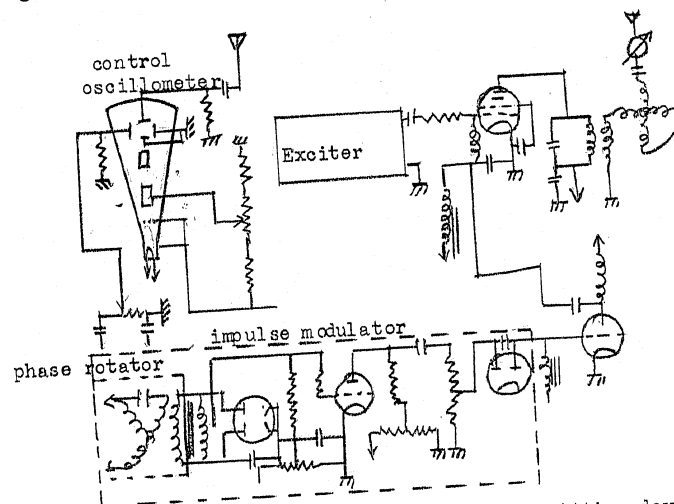 control
oscillometer
Exciter
impulse modulator
phase rotator